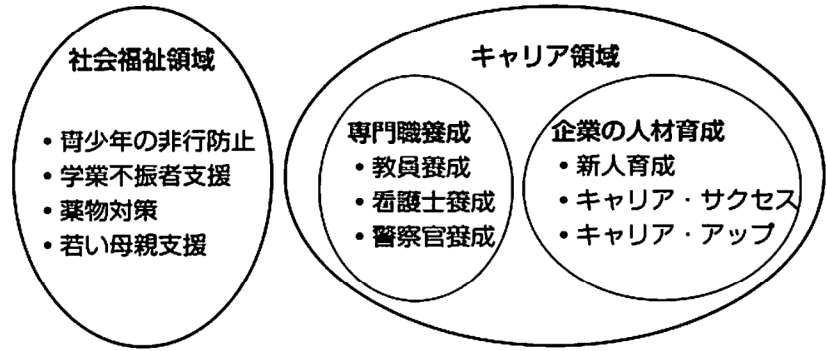 社会福祉領域
・青少年の非行防止
・学業不振者支援
・薬物対策
・若い母親支援
キャリア領域
専門職養成
・教員養成
・看護士養成
・警察官養成
企業の人材育成
・新人育成
・キャリア・サクセス
・キャリア・アップ